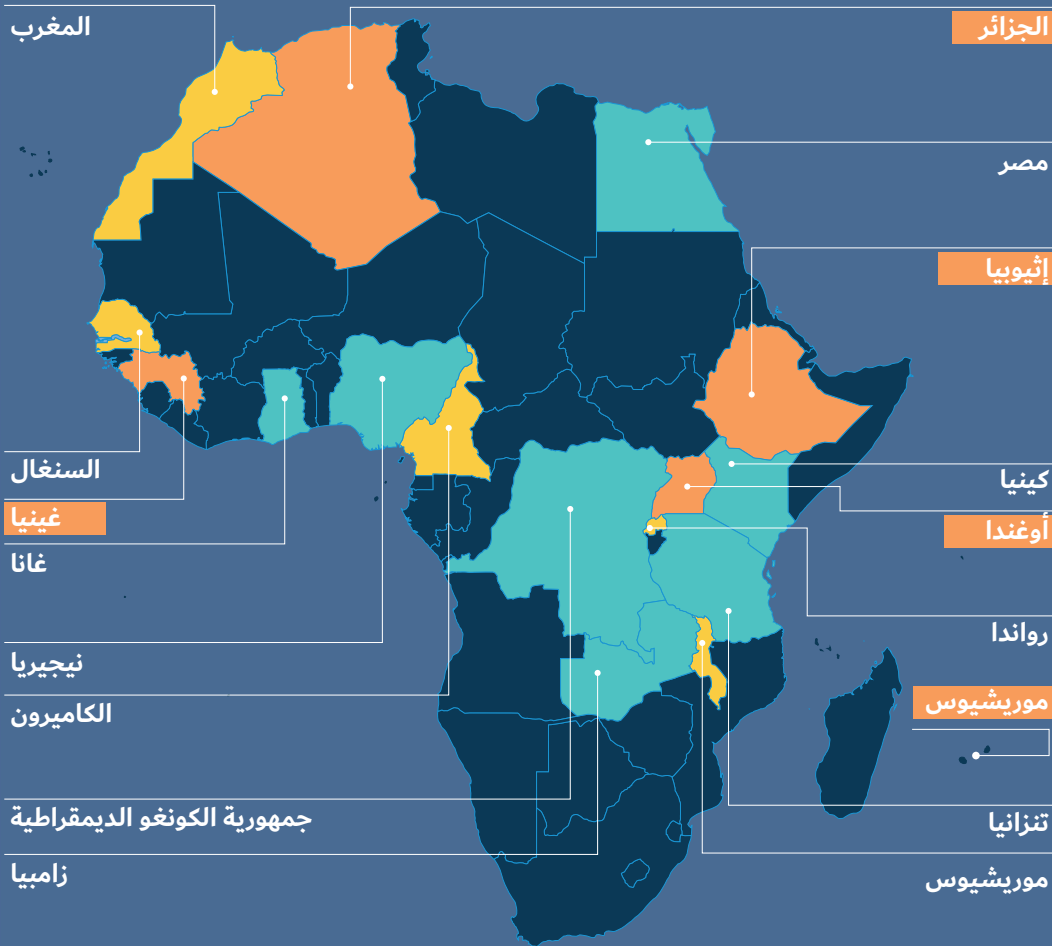 المغرب
الجزائر
مصر
إثيوبيا
السنغال
كينيا
غينيا
أوغندا
غانا
رواندا
نيجيريا
موريشيوس
الكاميرون
جمهورية الكونغو الديمقراطية
تنزانيا
زامبيا
موريشيوس